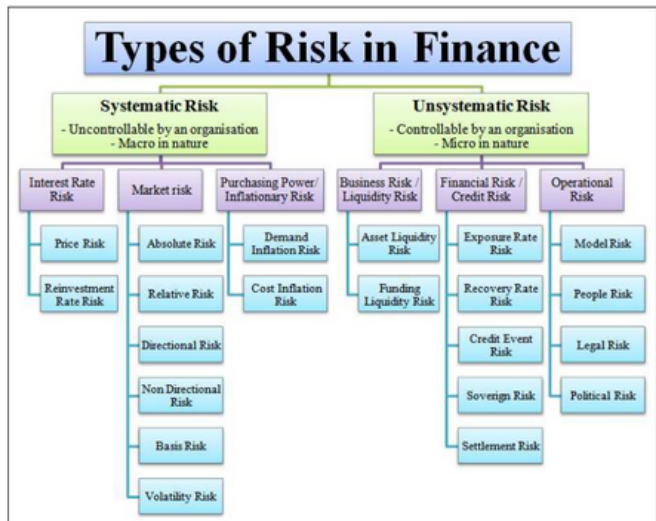 Types of Risk in Finance
Systematic Risk
- Uncontrollable by an organisation
- Macro in nature
Unsystematic Risk
- Controllable by an organisation
- Micro in nature
Interest Rate
Risk
Market risk
Purchasing Power/
Inflationary Risk
Business Risk /
Liquidity Risk
Financial Risk /
Credit Risk
Operational
Risk
Price Risk
Reinvestment
Rate Risk
Absolute Risk
Relative Risk
Directional Risk
Non Directional
Risk
Basis Risk
Volatility Risk
Demand
Inflation Risk
Cost Inflation
Risk
Asset Liquidity
Risk
Funding
Liquidity Risk
Exposure Rate
Risk
Recovery Rate
Risk
Credit Event
Risk
Soverign Risk
Settlement Risk
Model Risk
People Risk
Legal Risk
Political Risk